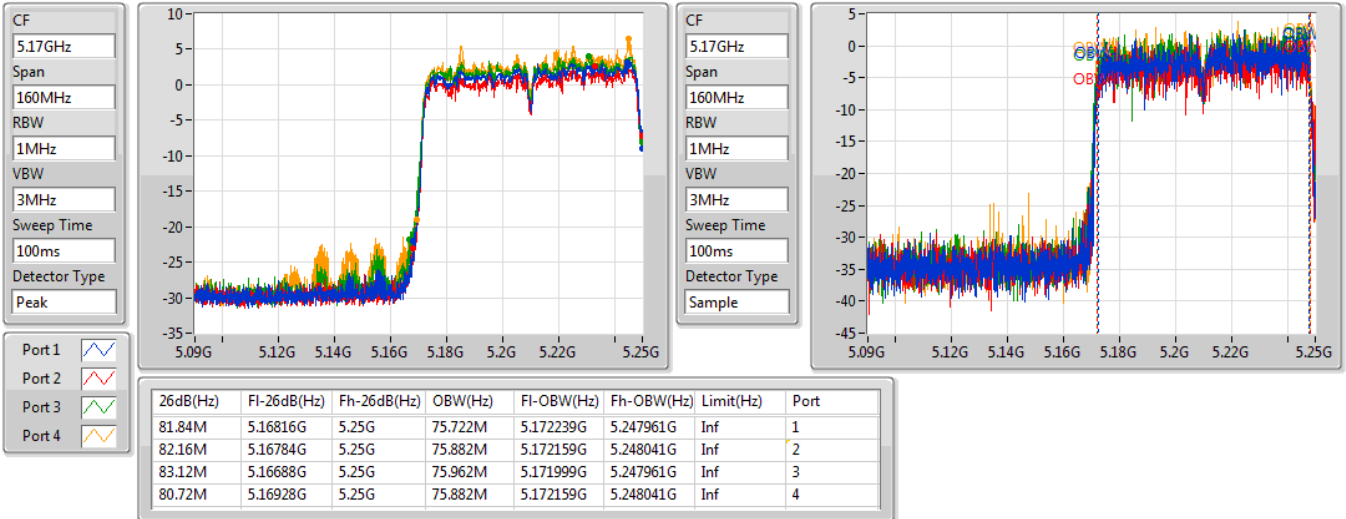 CF
5.17GHz
Span
160MHz
RBW
1MHz
VBW
3MHz
Sweep Time
100ms
Detector Type
Peak
10
5
0
-5
-10
-15
-20
-25
-30
-35
5.09G 5.12G 5.14G 5.16G 5.18G 5.2G 5.22G 5.25G
CF
5.17GHz
Span
160MHz
RBW
1MHz
VBW
3MHz
Sweep Time
100ms
Detector Type
Sample
5
0
-5
-10
-15
-20
-25
-30
-35
-40
-45
5.09G 5.12G 5.14G 5.16G 5.18G 5.2G 5.22G 5.25G
Port 1
Port 2
Port 3
Port 4
26dB(Hz) Fl-26dB(Hz) Fh-26dB(Hz) OBW(Hz) Fl-OBW(Hz) Fh-OBW(Hz) Limit(Hz) Port
81.84M 5.16816G 5.25G 75.722M 5.172239G 5.247961G Inf 1
82.16M 5.16784G 5.25G 75.882M 5.172159G 5.248041G Inf 2
83.12M 5.16688G 5.25G 75.962M 5.171999G 5.247961G Inf 3
80.72M 5.16928G 5.25G 75.882M 5.172159G 5.248041G Inf 4